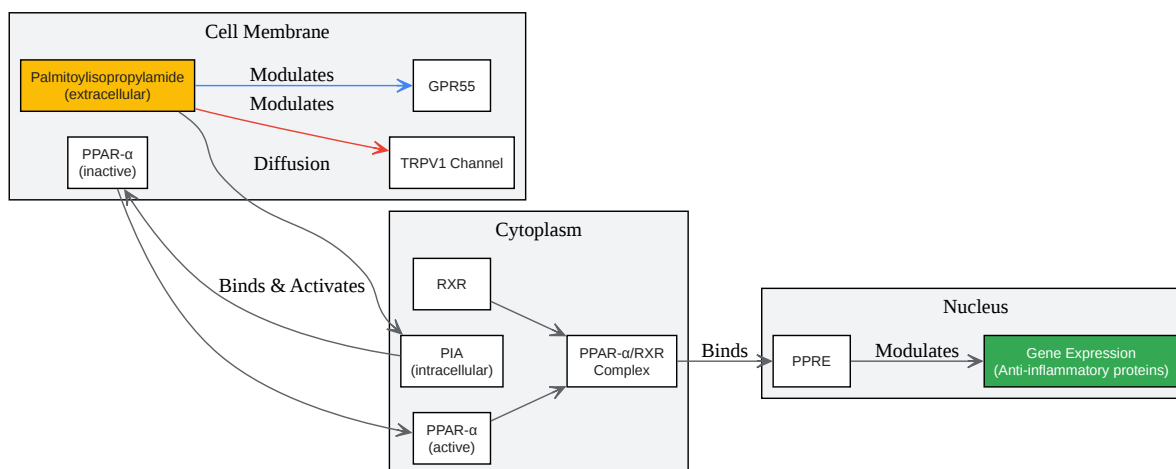 Cell Membrane
Palmitoylisopropylamide
(extracellular)
Modulates
GPR55
Modulates
PPAR-α
(inactive)
Diffusion
TRPV1 Channel
Cytoplasm
RXR
Binds & Activates
PIA
(intracellular)
PPAR-α/RXR
Complex
PPAR-α
(active)
Binds
Nucleus
PPRE
Modulates
Gene Expression
(Anti-inflammatory proteins)